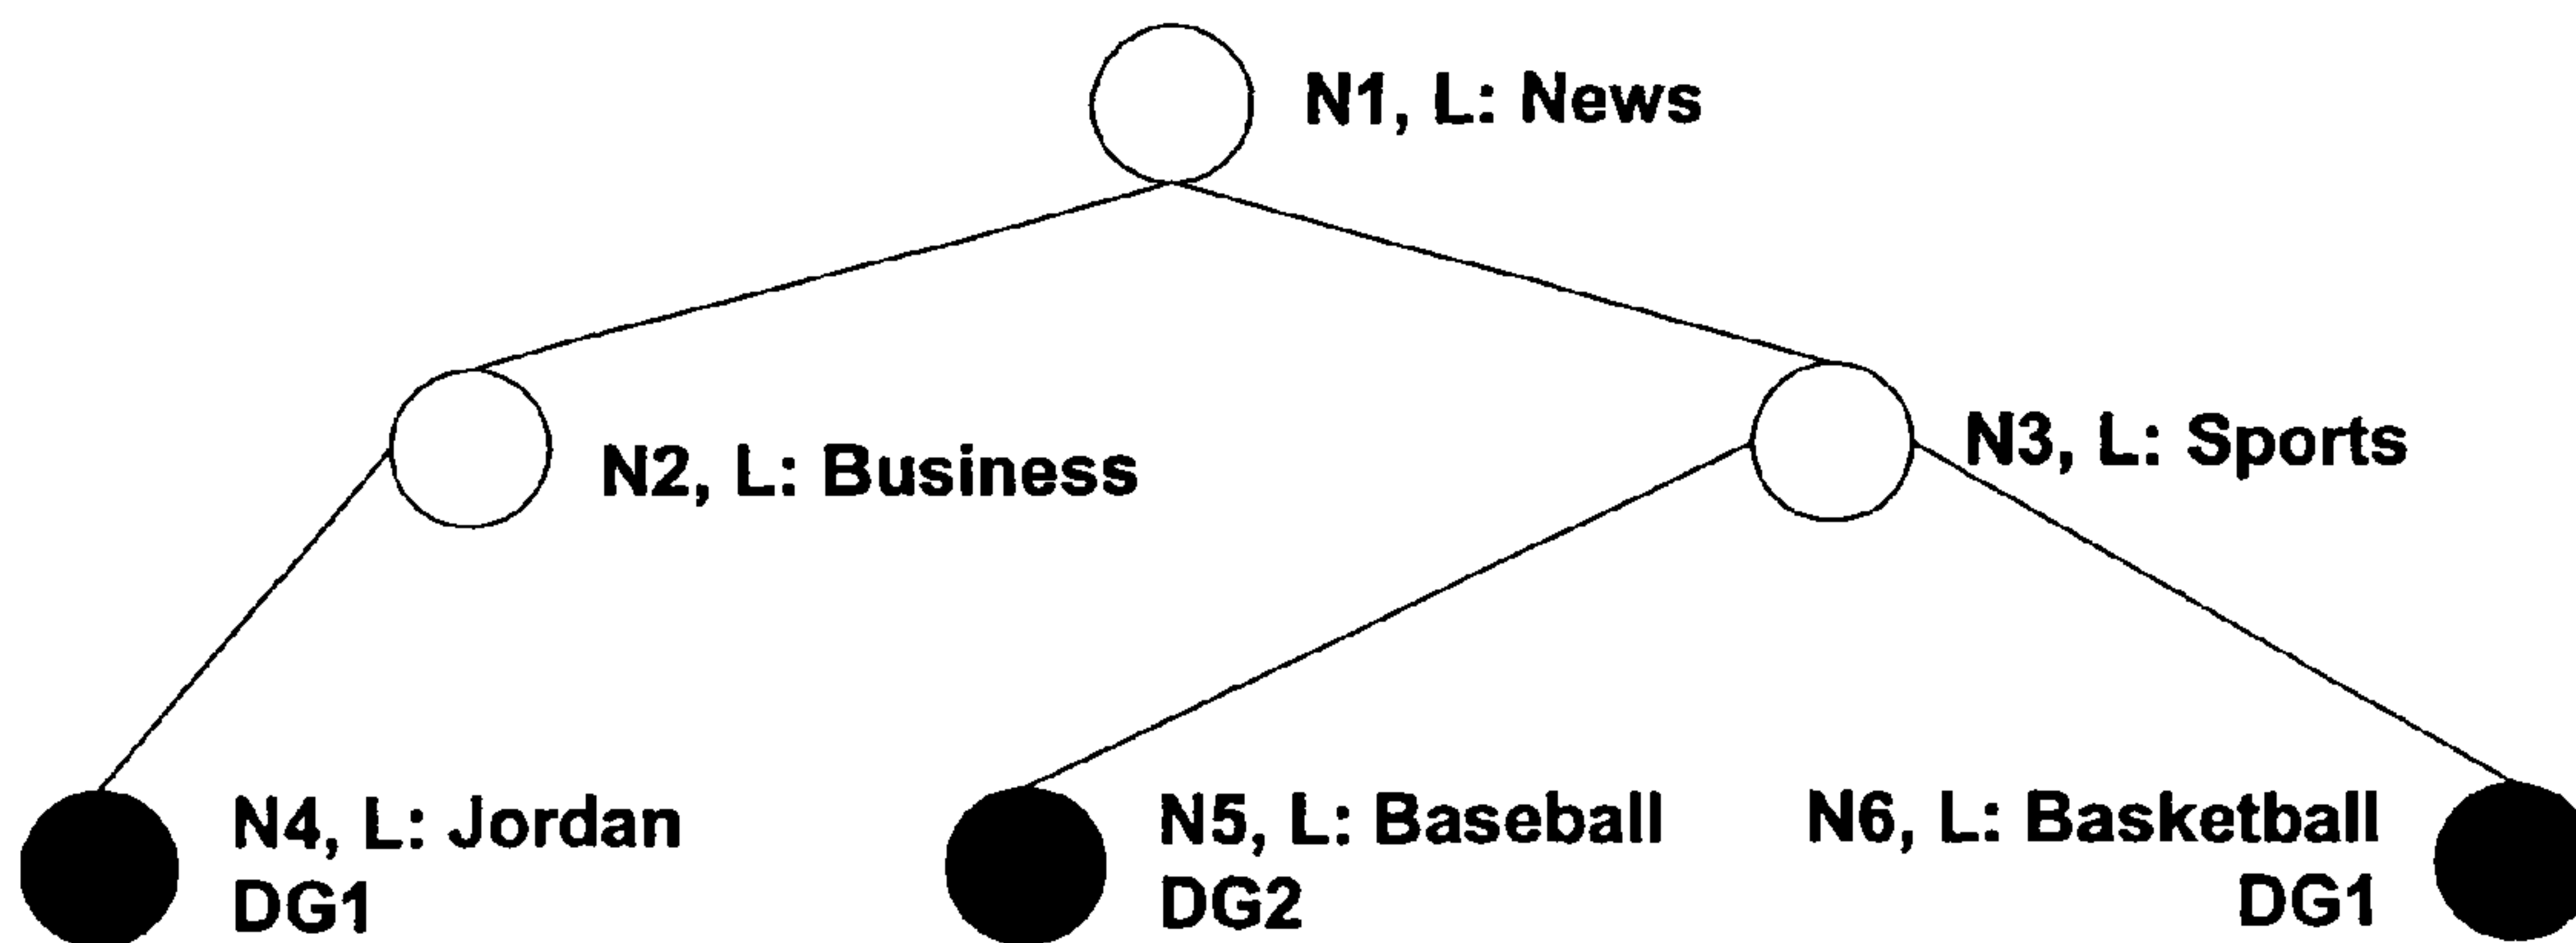 N1, L: News
N2, L: Business
N3, L: Sports
N4, L: Jordan
DG1
N5, L: Baseball
DG2
N6, L: Basketball
DG1